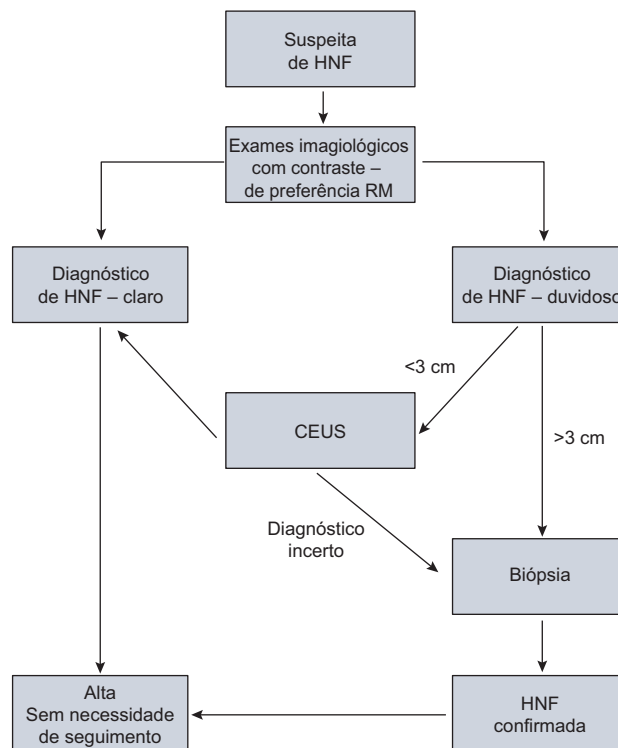 Suspeita
de HNF
Exames imagiológicos
com contraste –
de preferência RM
Diagnóstico
de HNF – claro
Diagnóstico
de HNF – duvidoso
<3 cm
CEUS
>3 cm
Diagnóstico
incerto
Biópsia
Alta
Sem necessidade
de seguimento
HNF
confirmada